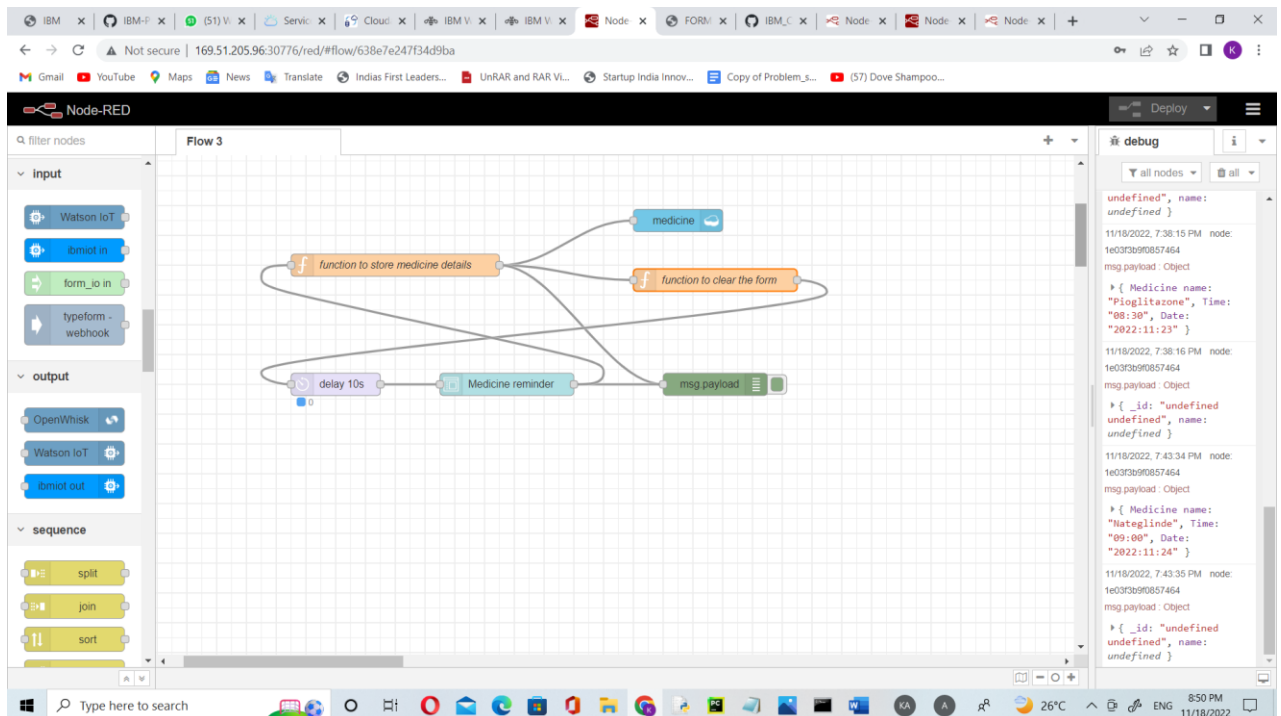 IBM
IBM-P
(51) W
Servic
Cloud
IBM W
IBM W
Node-
FORM
IBM_C
Node
Node
Node
Not secure | 169.51.205.96:30776/red/#flow/638e7e247f34d9ba
K
Gmail
YouTube
Maps
News
Translate
Indias First Leaders...
UnRAR and RAR Vi...
Startup India Innov...
Copy of Problem_s...
(57) Dove Shampoo...
Node-RED
Deploy
filter nodes
Flow 3
debug
i
input
Watson IoT
ibmiot in
form_io in
typeform -
webhook
output
OpenWhisk
Watson IoT
ibmiot out
sequence
split
join
sort
medicine
f function to store medicine details
f function to clear the form
delay 10s
0
Medicine reminder
msg.payload
all nodes
all
undefined", name:
undefined }
11/18/2022, 7:38:15 PM node:
1e03f3b9f0857464
msg.payload : Object
{ Medicine name:
"Pioglitazone", Time:
"08:30", Date:
"2022:11:23" }
11/18/2022, 7:38:16 PM node:
1e03f3b9f0857464
msg.payload : Object
{ _id: "undefined
undefined", name:
undefined }
11/18/2022, 7:43:34 PM node:
1e03f3b9f0857464
msg.payload : Object
{ Medicine name:
"Nateglinde", Time:
"09:00", Date:
"2022:11:24" }
11/18/2022, 7:43:35 PM node:
1e03f3b9f0857464
msg.payload : Object
{ _id: "undefined
undefined", name:
undefined }
Type here to search
PC
KA
A
26°C
ENG
8:50 PM
11/18/2022